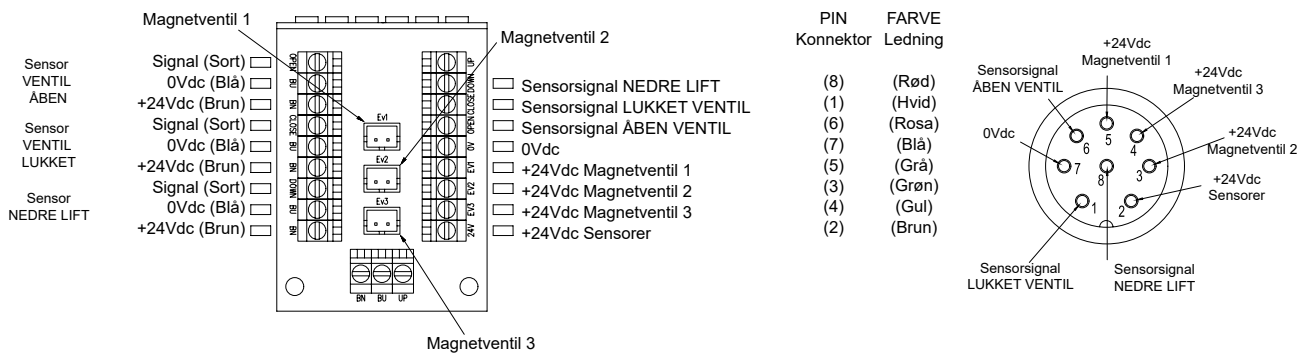 Magnetventil 1
Magnetventil 2
Sensor
VENTIL
ÅBEN
Signal (Sort)
0Vdc (Blå)
+24Vdc (Brun)
Sensor
VENTIL
LUKKET
Signal (Sort)
0Vdc (Blå)
+24Vdc (Brun)
Sensor
NEDRE LIFT
Signal (Sort)
0Vdc (Blå)
+24Vdc (Brun)
OPEN
BU
BN
CLOSE
BU
BN
DOWN
BU
BN
Ev1
Ev2
Ev3
UP
DOWN
CLOSE
OPEN
0V
EV1
EV2
EV3
24V
BN BU UP
Magnetventil 3
Sensorsignal NEDRE LIFT
Sensorsignal LUKKET VENTIL
Sensorsignal ÅBEN VENTIL
0Vdc
+24Vdc Magnetventil 1
+24Vdc Magnetventil 2
+24Vdc Magnetventil 3
+24Vdc Sensorer
PIN FARVE
Konnektor Ledning
(8) (Rød)
(1) (Hvid)
(6) (Rosa)
(7) (Blå)
(5) (Grå)
(3) (Grøn)
(4) (Gul)
(2) (Brun)
+24Vdc
Magnetventil 1
Sensorsignal
ÅBEN VENTIL
+24Vdc
Magnetventil 3
0Vdc
+24Vdc
Magnetventil 2
+24Vdc
Sensorer
6 5 4
7 8 3
1 2
Sensorsignal
LUKKET VENTIL
Sensorsignal
NEDRE LIFT